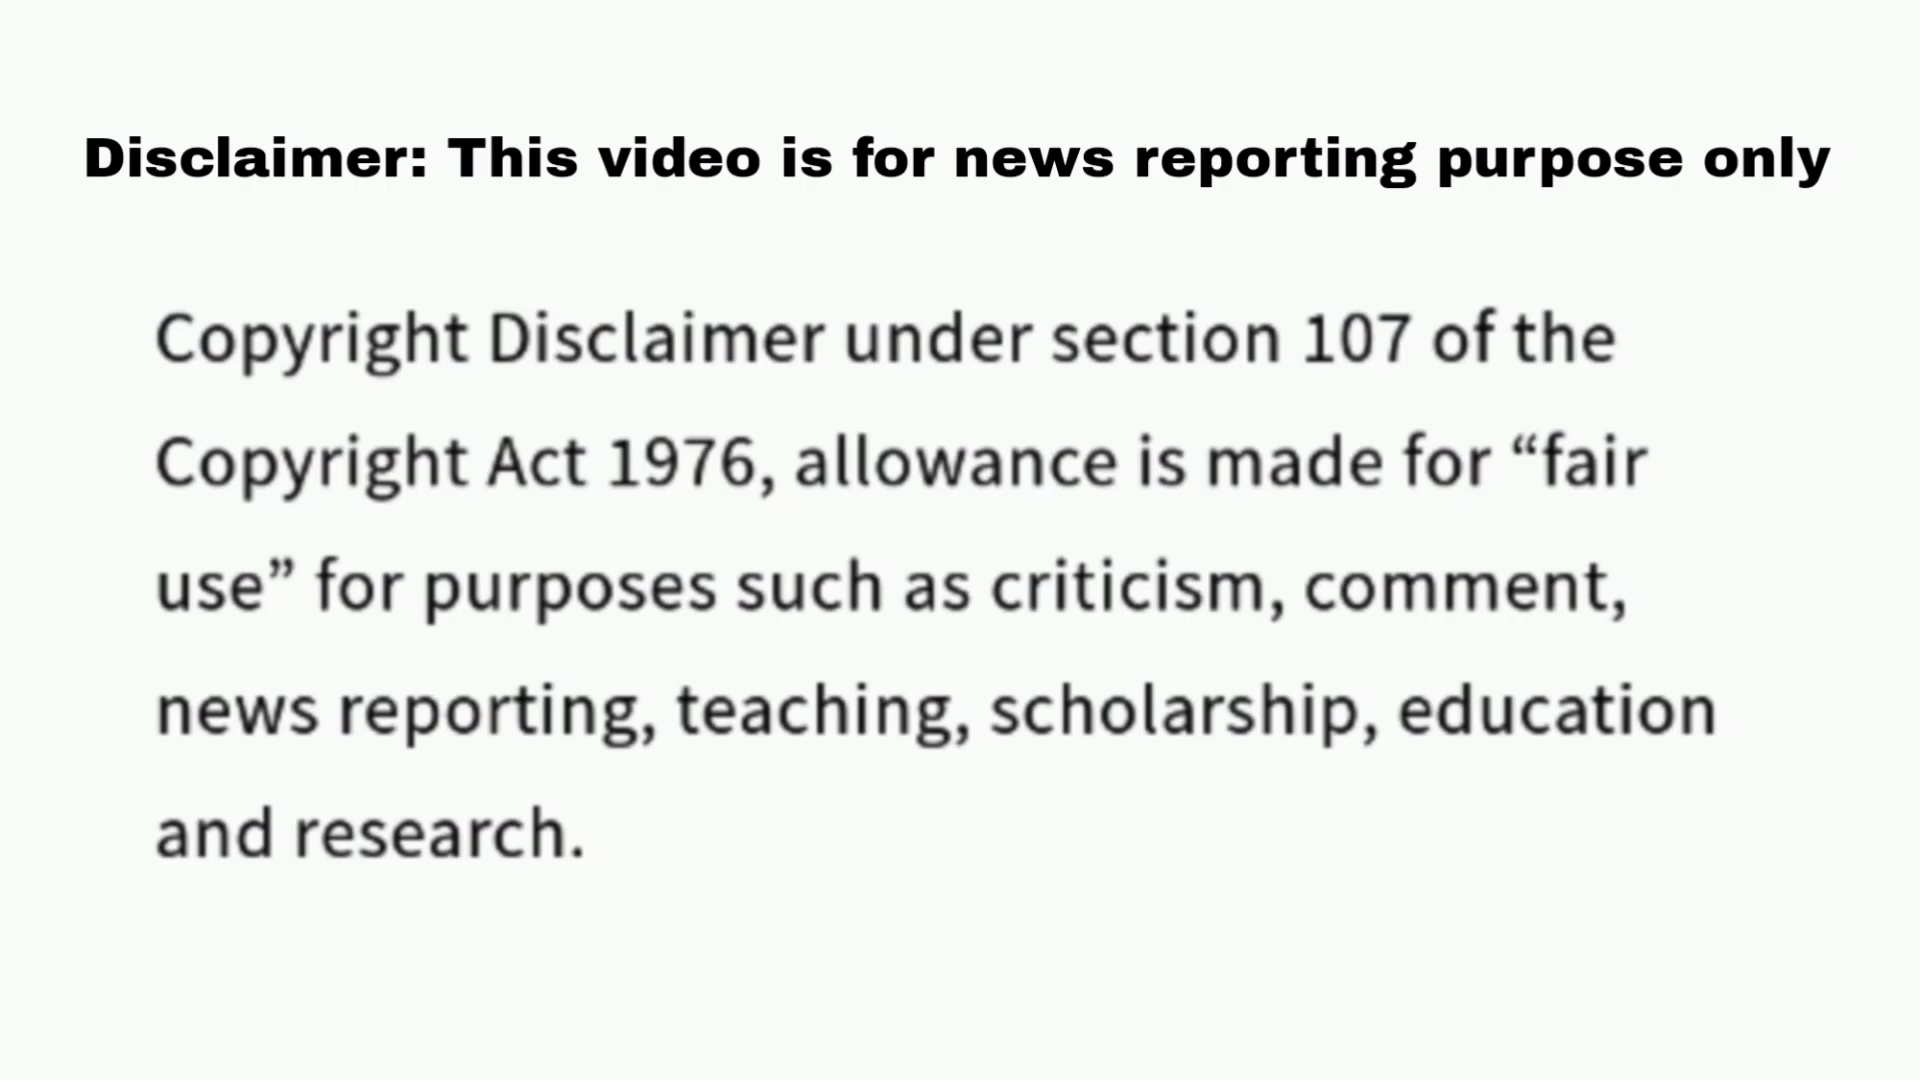 Disclaimer: This video is for news reporting purpose only
Copyright Disclaimer under section 107 of the
Copyright Act 1976, allowance is made for “fair
use” for purposes such as criticism, comment,
news reporting, teaching, scholarship, education
and research.